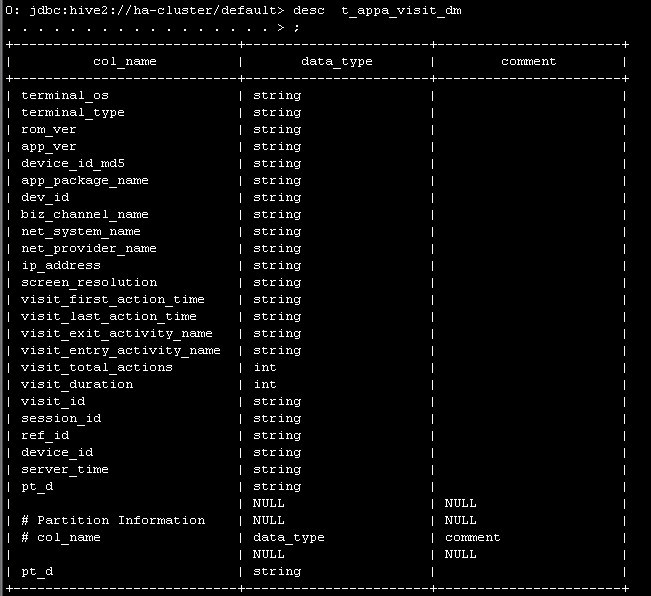 0: jdbc:hive2://ha-cluster/default> desc  t_appa_visit_dm
. . . . . . . . . . . . . . . . . . > ;
+------------------------------+------------------------+------------------------+
|           col_name           |       data_type        |        comment         |
+------------------------------+------------------------+------------------------+
| terminal_os                  | string                 |                        |
| terminal_type                | string                 |                        |
| rom_ver                      | string                 |                        |
| app_ver                      | string                 |                        |
| device_id_md5                | string                 |                        |
| app_package_name             | string                 |                        |
| dev_id                       | string                 |                        |
| biz_channel_name             | string                 |                        |
| net_system_name              | string                 |                        |
| net_provider_name            | string                 |                        |
| ip_address                   | string                 |                        |
| screen_resolution            | string                 |                        |
| visit_first_action_time      | string                 |                        |
| visit_last_action_time       | string                 |                        |
| visit_exit_activity_name     | string                 |                        |
| visit_entry_activity_name    | string                 |                        |
| visit_total_actions          | int                    |                        |
| visit_duration               | int                    |                        |
| visit_id                     | string                 |                        |
| session_id                   | string                 |                        |
| ref_id                       | string                 |                        |
| device_id                    | string                 |                        |
| server_time                  | string                 |                        |
| pt_d                         | string                 |                        |
|                              | NULL                   | NULL                   |
| # Partition Information      | NULL                   | NULL                   |
| # col_name                   | data_type              | comment                |
|                              | NULL                   | NULL                   |
| pt_d                         | string                 |                        |
+------------------------------+------------------------+------------------------+